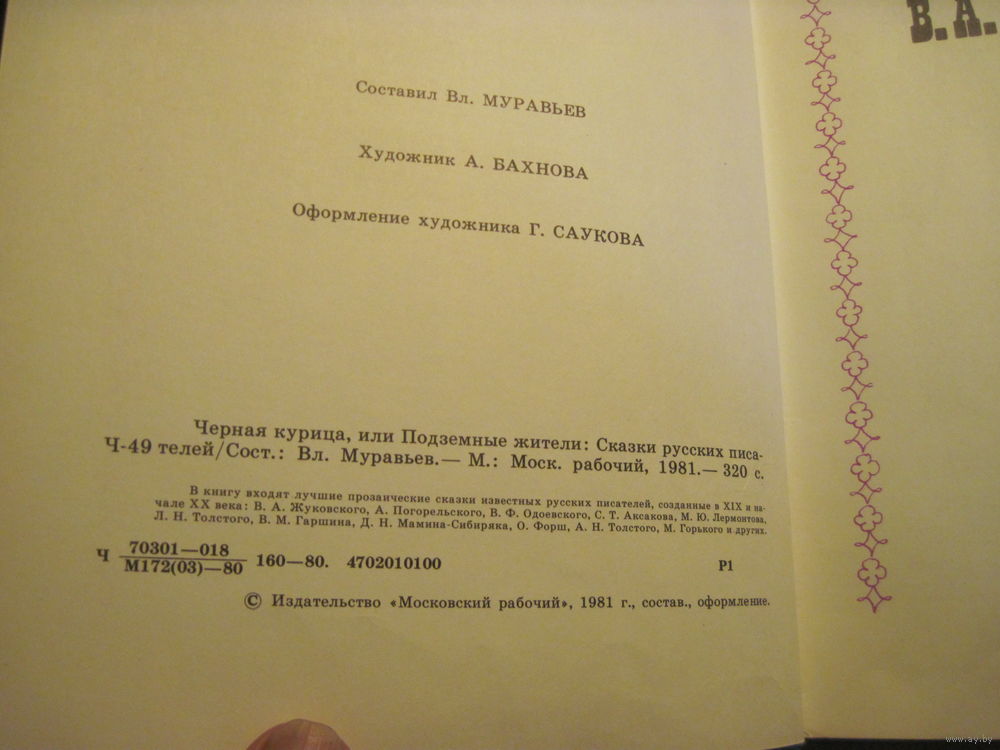 Составил Вл. МУРАВЬЕВ
Художник А. БАХНОВА
Оформление художника Г. САУКОВА
Черная курица, или Подземные жители: Сказки русских писа-
Ч-49 телей/Сост.: Вл. Муравьев.— М.: Моск. рабочий, 1981.— 320 с.
В книгу входят лучшие прозаические сказки известных русских писателей, созданные в XIX и на-
чале XX века: В. А. Жуковского, А. Погорельского, В. Ф. Одоевского, С. Т. Аксакова, М. Ю. Лермонтова,
Л. Н. Толстого, В. М. Гаршина, Д. Н. Мамина-Сибиряка, О. Форш, А. Н. Толстого, М. Горького и других.
Ч 70301—018
М172(03)—80 160—80. 4702010100 Р1
© Издательство «Московский рабочий», 1981 г., состав., оформление.
В. А.
www.ay.by